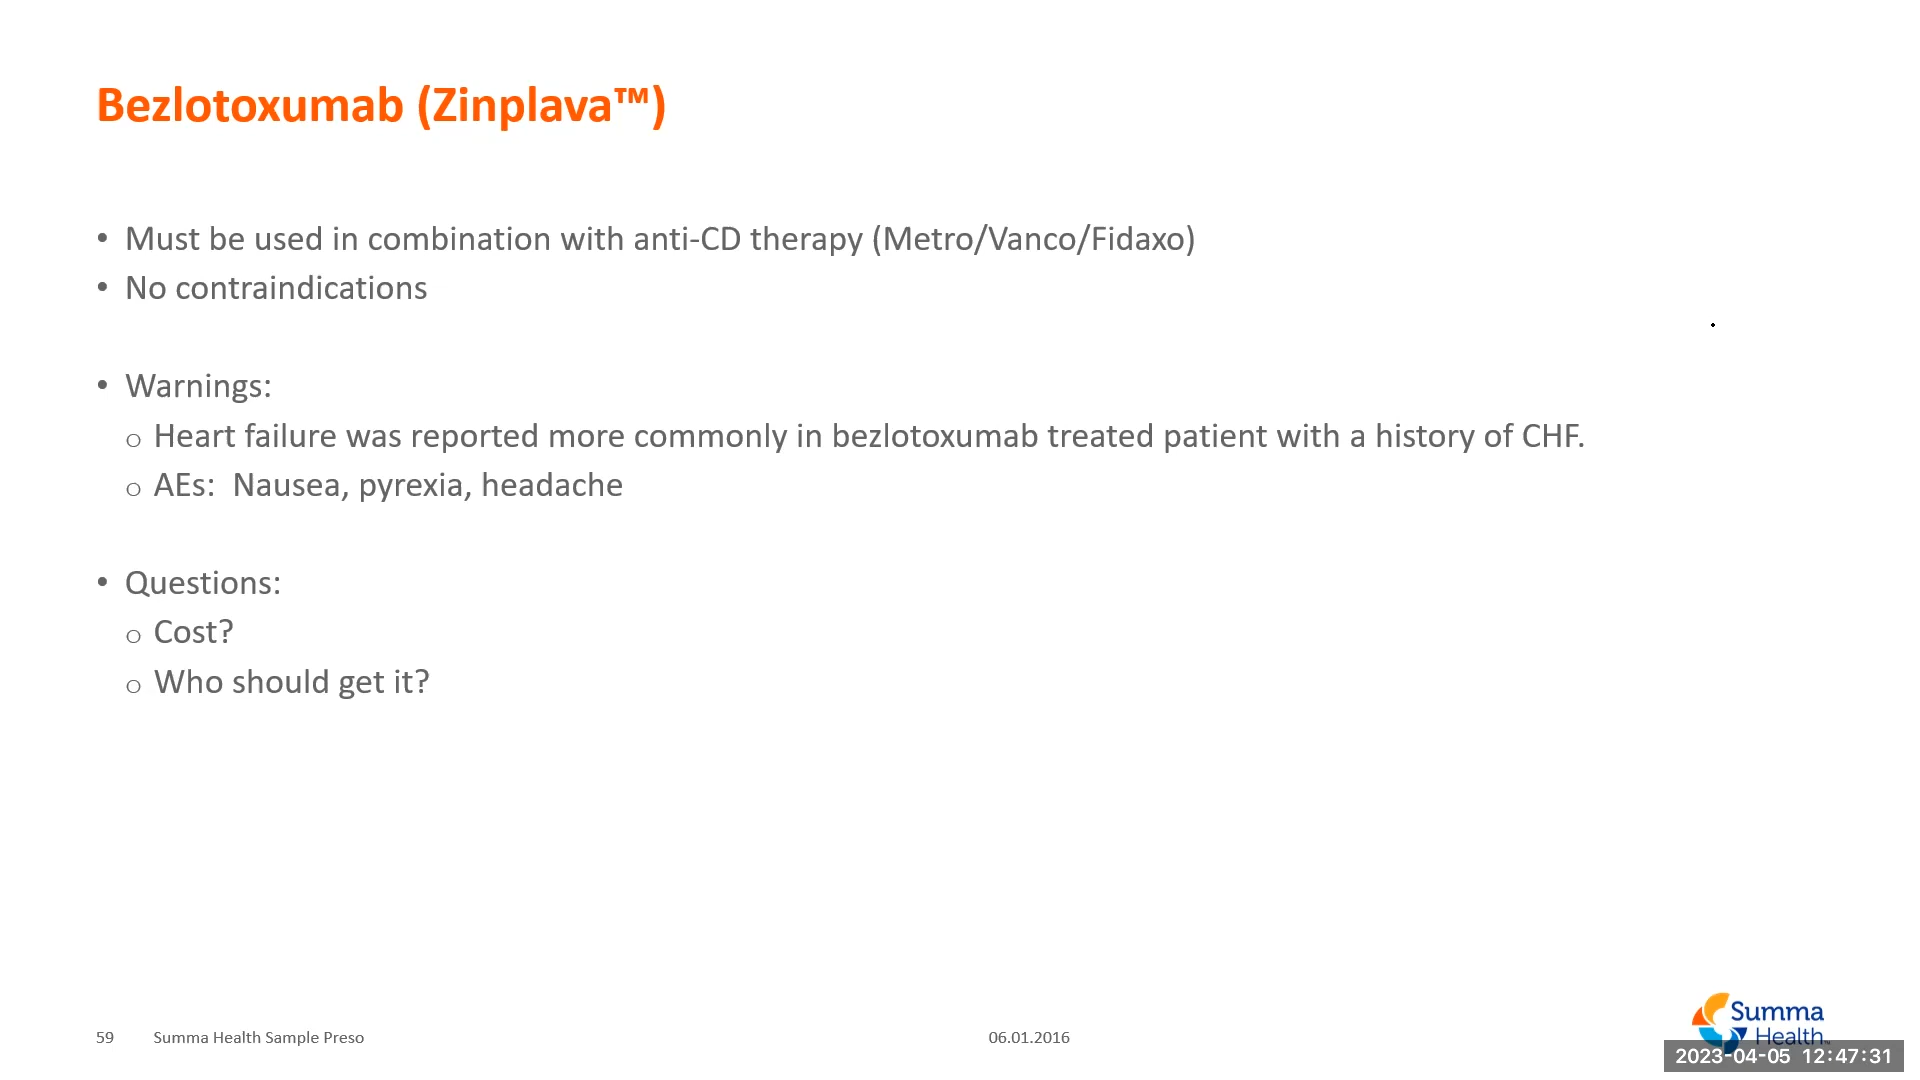 Bezlotoxumab (Zinplava™)
• Must be used in combination with anti-CD therapy (Metro/Vanco/Fidaxo)
• No contraindications
• Warnings:
o Heart failure was reported more commonly in bezlotoxumab treated patient with a history of CHF.
o AEs:  Nausea, pyrexia, headache
• Questions:
o Cost?
o Who should get it?
59 Summa Health Sample Preso 06.01.2016
Summa
Health
2023-04-05 12:47:31